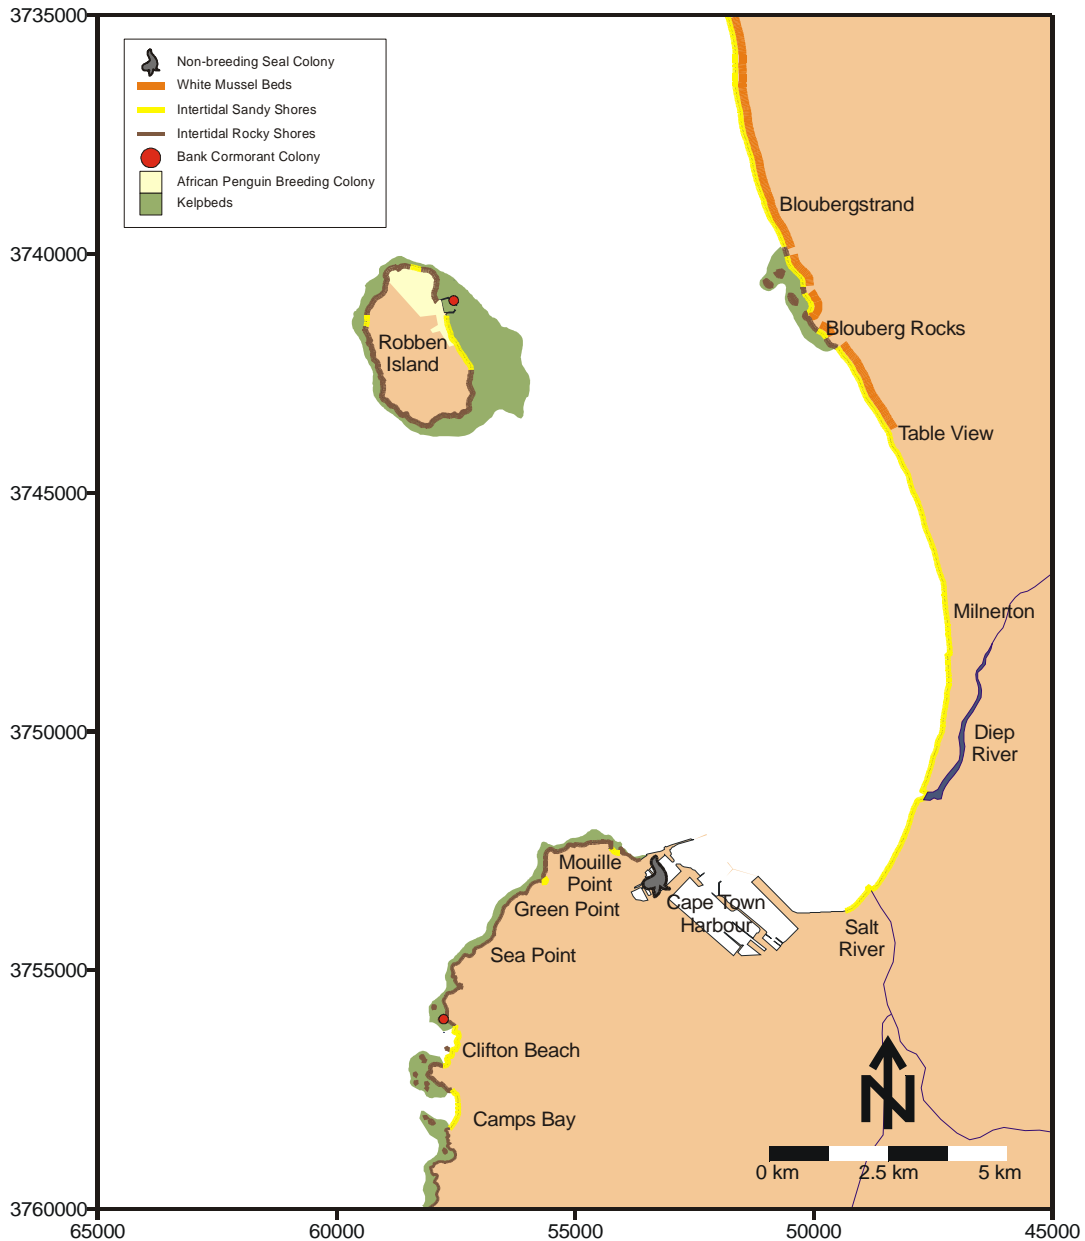 3735000
Non-breeding Seal Colony
White Mussel Beds
Intertidal Sandy Shores
Intertidal Rocky Shores
Bank Cormorant Colony
African Penguin Breeding Colony
Kelpbeds
Bloubergstrand
3740000
Blouberg Rocks
Robben
Island
Table View
3745000
Milnerton
3750000
Diep
River
Mouille
Point
Green Point
Cape Town
Harbour
Salt
River
Sea Point
3755000
Clifton Beach
Camps Bay
N
0 km
2.5 km
5 km
3760000
65000
60000
55000
50000
45000